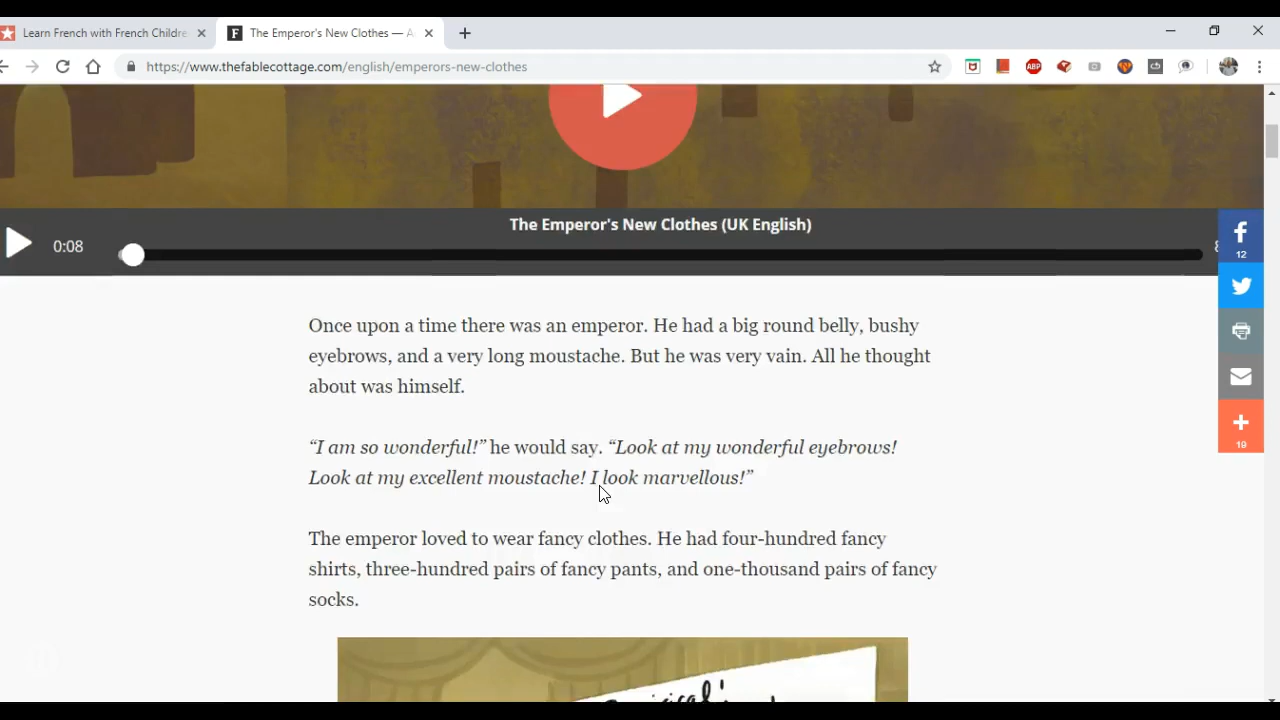 Learn French with French Childre
The Emperor's New Clothes — A
https://www.thefablecottage.com/english/emperors-new-clothes
ABP
The Emperor's New Clothes (UK English)
0:08
12
Once upon a time there was an emperor. He had a big round belly, bushy
eyebrows, and a very long moustache. But he was very vain. All he thought
about was himself.
“I am so wonderful!” he would say. “Look at my wonderful eyebrows!
Look at my excellent moustache! I look marvellous!”
19
The emperor loved to wear fancy clothes. He had four-hundred fancy
shirts, three-hundred pairs of fancy pants, and one-thousand pairs of fancy
socks.